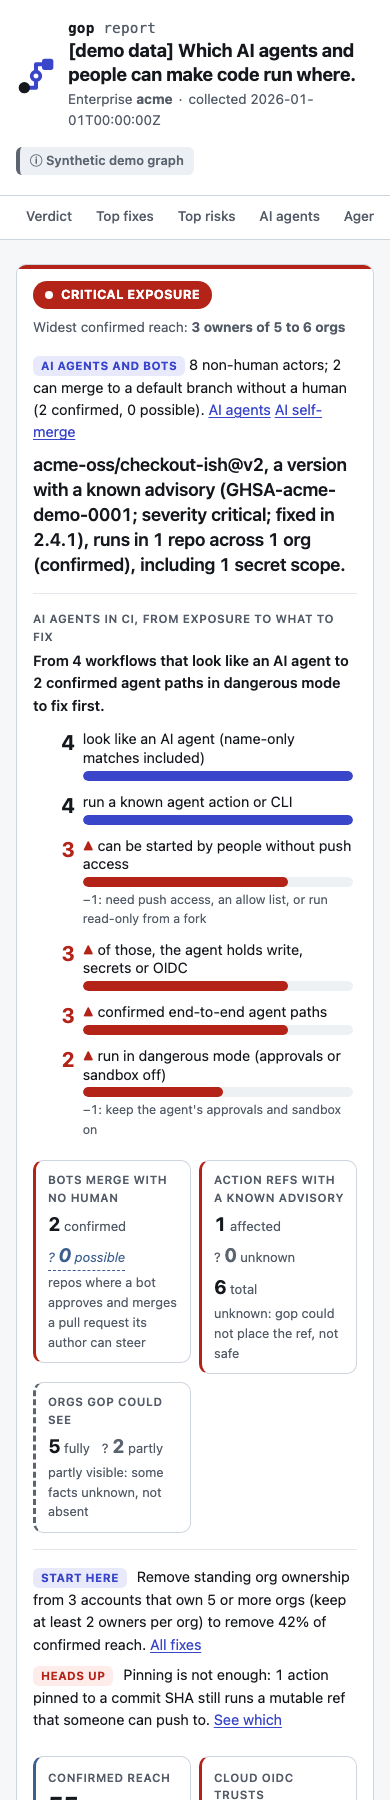 gop report
[demo data] Which AI agents and
people can make code run where.
Enterprise acme · collected 2026-01-
01T00:00:00Z
ⓘ Synthetic demo graph
Verdict Top fixes Top risks AI agents Ager
CRITICAL EXPOSURE
Widest confirmed reach: 3 owners of 5 to 6 orgs
AI AGENTS AND BOTS 8 non-human actors; 2
can merge to a default branch without a human
(2 confirmed, 0 possible). AI agents AI self-
merge
acme-oss/checkout-ish@v2, a version
with a known advisory (GHSA-acme-
demo-0001; severity critical; fixed in
2.4.1), runs in 1 repo across 1 org
(confirmed), including 1 secret scope.
AI AGENTS IN CI, FROM EXPOSURE TO WHAT TO
FIX
From 4 workflows that look like an AI agent to
2 confirmed agent paths in dangerous mode
to fix first.
4 look like an AI agent (name-only
matches included)
4 run a known agent action or CLI
3 ▲ can be started by people without push
access
−1: need push access, an allow list, or run
read-only from a fork
3 ▲ of those, the agent holds write,
secrets or OIDC
3 ▲ confirmed end-to-end agent paths
2 ▲ run in dangerous mode (approvals or
sandbox off)
−1: keep the agent's approvals and sandbox
on
BOTS MERGE WITH
NO HUMAN
2 confirmed
? 0 possible
repos where a bot
approves and merges
a pull request its
author can steer
ACTION REFS WITH
A KNOWN ADVISORY
1 affected
? 0 unknown
6 total
unknown: gop could
not place the ref, not
safe
ORGS GOP COULD
SEE
5 fully ? 2 partly
partly visible: some
facts unknown, not
absent
START HERE Remove standing org ownership
from 3 accounts that own 5 or more orgs (keep
at least 2 owners per org) to remove 42% of
confirmed reach. All fixes
HEADS UP Pinning is not enough: 1 action
pinned to a commit SHA still runs a mutable ref
that someone can push to. See which
CONFIRMED REACH
CLOUD OIDC
TRUSTS